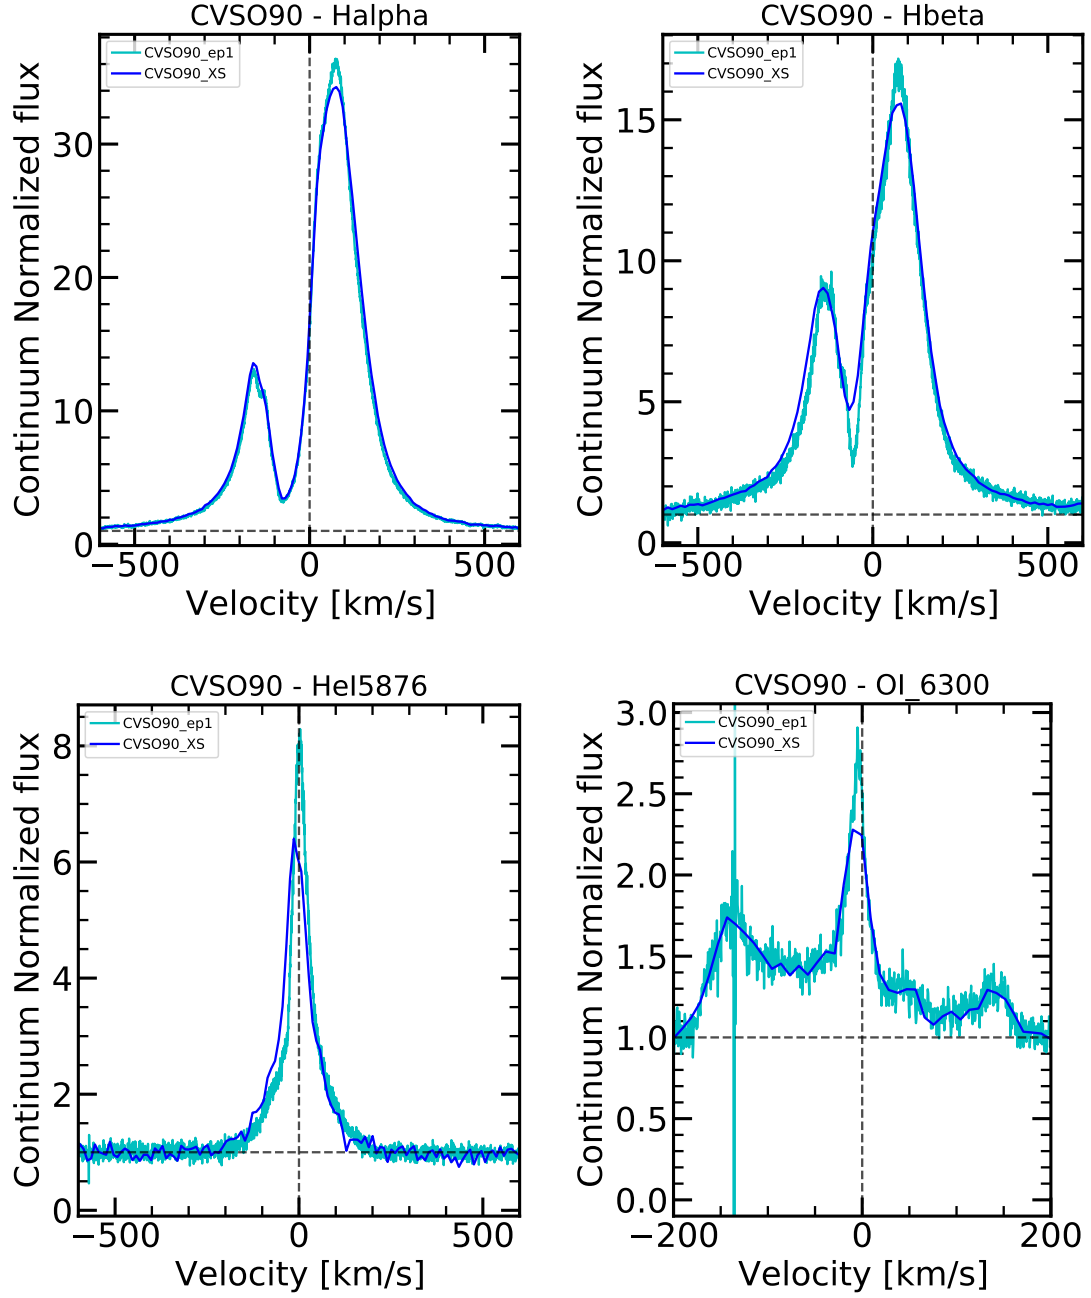 CVSO90 - Halpha
CVSO90_ep1
CVSO90_XS
Continuum Normalized flux
30
20
10
0
−500
0
500
Velocity [km/s]
CVSO90 - Hbeta
CVSO90_ep1
CVSO90_XS
Continuum Normalized flux
15
10
5
0
−500
0
500
Velocity [km/s]
CVSO90 - HeI5876
CVSO90_ep1
CVSO90_XS
Continuum Normalized flux
8
6
4
2
0
−500
0
500
Velocity [km/s]
CVSO90 - OI_6300
CVSO90_ep1
CVSO90_XS
Continuum Normalized flux
3.0
2.5
2.0
1.5
1.0
0.5
0.0
−200
0
200
Velocity [km/s]